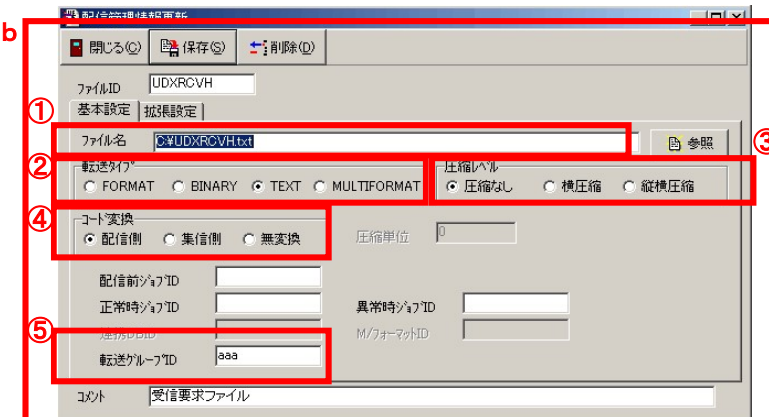 配信管理情報更新
b
閉じる(C) 保存(S) 削除(D)
ファイルID UDXRCVH
① 基本設定 拡張設定
ファイル名 C:¥UDXRCVH.txt 参照 ③
② 転送タイプ 圧縮レベル
FORMAT BINARY TEXT MULTIFORMAT 圧縮なし 横圧縮 縦横圧縮
④ コード変換
配信側 集信側 無変換 圧縮単位 0
配信前ジョブID
正常時ジョブID 異常時ジョブID
⑤ 連携DBID M/フォーマットID
転送グループID aaa
コメント 受信要求ファイル